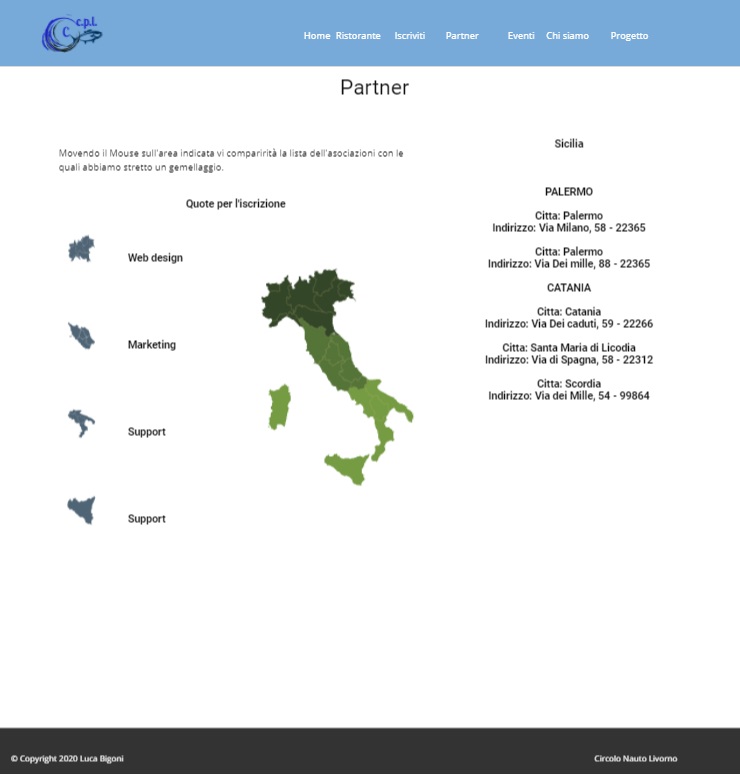 c.p.l.
C
Home Ristorante Iscriviti Partner Eventi Chi siamo Progetto
Partner
Movendo il Mouse sull'area indicata vi comparirità la lista dell'asociazioni con le
quali abbiamo stretto un gemellaggio.
Quote per l'iscrizione
Web design
Marketing
Support
Support
Sicilia
PALERMO
Citta: Palermo
Indirizzo: Via Milano, 58 - 22365
Citta: Palermo
Indirizzo: Via Dei mille, 88 - 22365
CATANIA
Citta: Catania
Indirizzo: Via Dei caduti, 59 - 22266
Citta: Santa Maria di Licodia
Indirizzo: Via di Spagna, 58 - 22312
Citta: Scordia
Indirizzo: Via dei Mille, 54 - 99864
© Copyright 2020 Luca Bigoni
Circolo Nauto Livorno